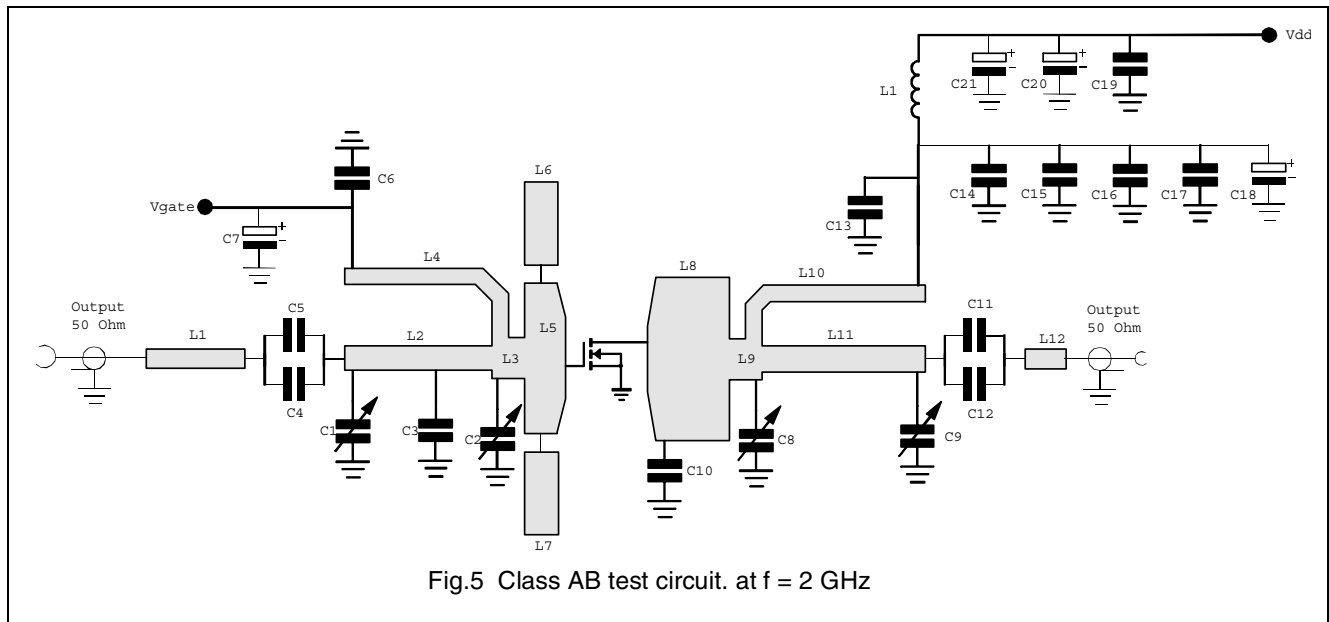 Vdd
L1
C21
+
-
C20
+
-
C19
C6
L6
C14
C15
C16
C17
C18
+
-
Vgate
C7
+
-
C13
L4
L8
L10
Output
50 Ohm
L1
C5
C4
L2
L3
L5
L9
L11
C11
C12
L12
Output
50 Ohm
C1
C3
C2
C10
C8
C9
L7
Fig.5 Class AB test circuit. at f = 2 GHz